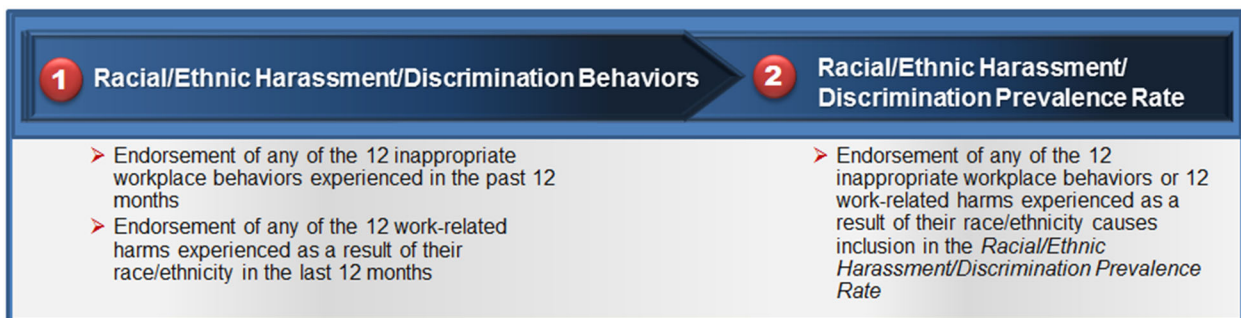 1 Racial/Ethnic Harassment/Discrimination Behaviors
➢ Endorsement of any of the 12 inappropriate
workplace behaviors experienced in the past 12
months
➢ Endorsement of any of the 12 work-related
harms experienced as a result of their
race/ethnicity in the last 12 months
2 Racial/Ethnic Harassment/
Discrimination Prevalence Rate
➢ Endorsement of any of the 12
inappropriate workplace behaviors or 12
work-related harms experienced as a
result of their race/ethnicity causes
inclusion in the Racial/Ethnic
Harassment/Discrimination Prevalence
Rate